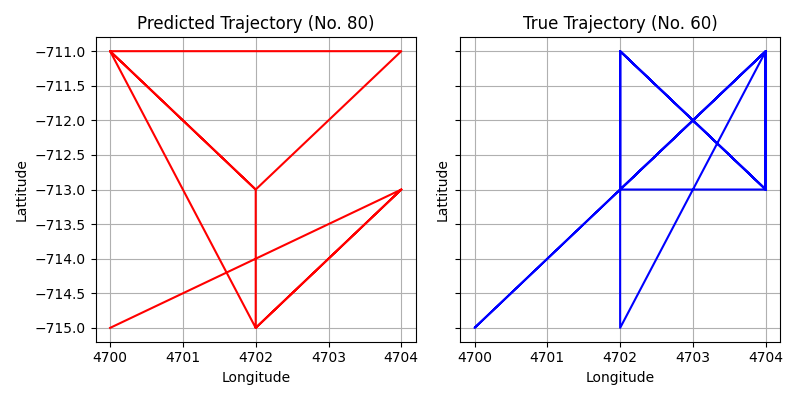 Predicted Trajectory (No. 80)
True Trajectory (No. 60)
−711.0
−711.5
−712.0
−712.5
−713.0
−713.5
−714.0
−714.5
−715.0
Lattitude
Lattitude
4700 4701 4702 4703 4704
4700 4701 4702 4703 4704
Longitude
Longitude